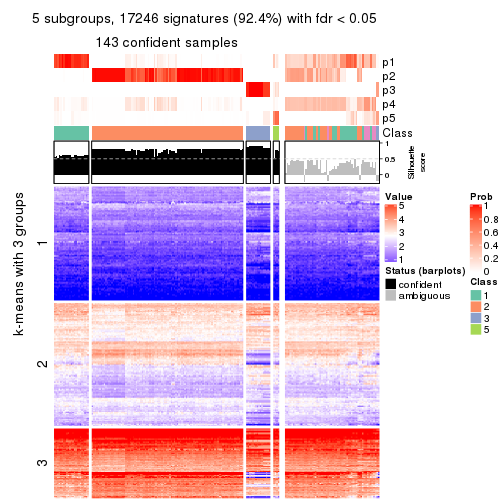 5 subgroups, 17246 signatures (92.4%) with fdr < 0.05
143 confident samples
p1
p2
p3
p4
p5
Class
1
0.5
0
Silhouette
score
k-means with 3 groups
1
2
3
Value
5
4
3
2
1
Status (barplots)
confident
ambiguous
Prob
1
0.8
0.6
0.4
0.2
0
Class
1
2
3
5